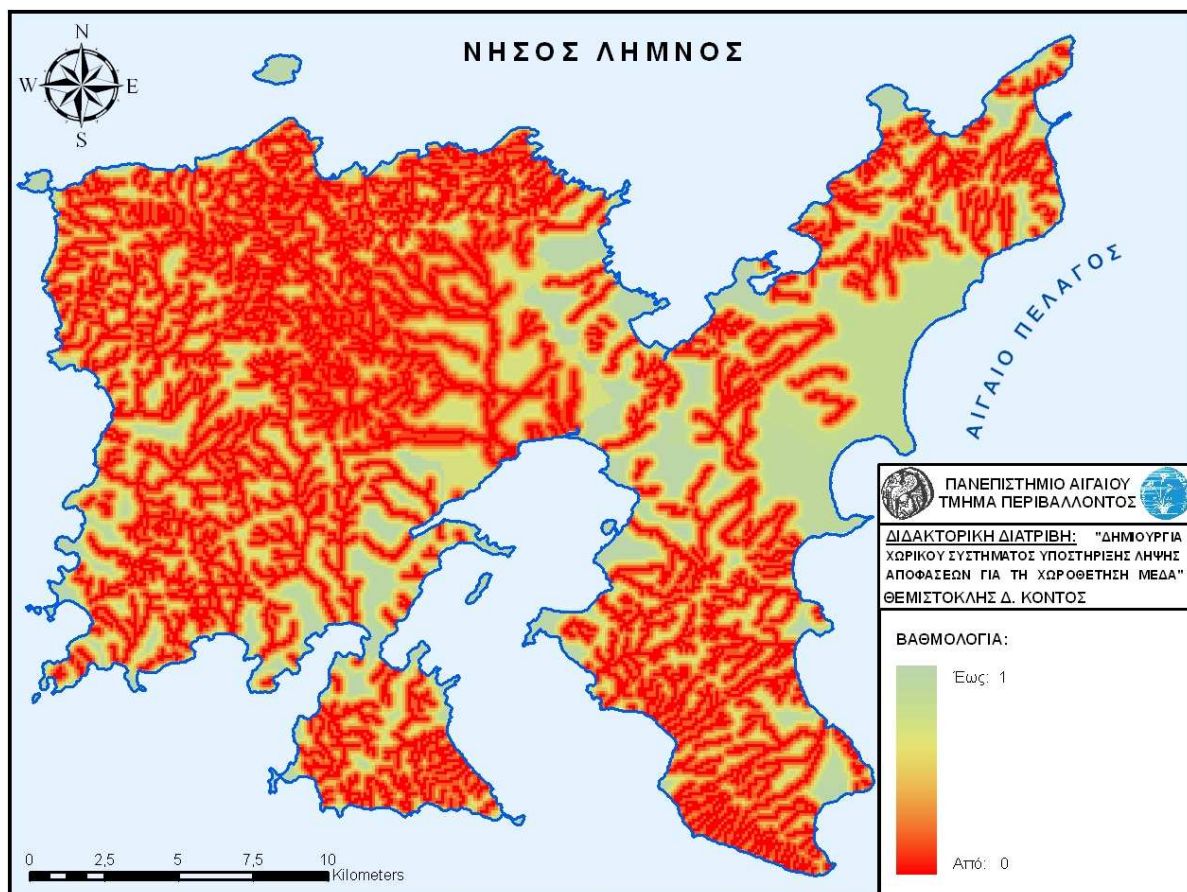 ΝΗΣΟΣ ΛΗΜΝΟΣ
N
W E
S
ΑΙΓΑΙΟ ΠΕΛΑΓΟΣ
ΠΑΝΕΠΙΣΤΗΜΙΟ ΑΙΓΑΙΟΥ
ΤΜΗΜΑ ΠΕΡΙΒΑΛΛΟΝΤΟΣ
ΔΙΔΑΚΤΟΡΙΚΗ ΔΙΑΤΡΙΒΗ: "ΔΗΜΙΟΥΡΓΙΑ
ΧΩΡΙΚΟΥ ΣΥΣΤΗΜΑΤΟΣ ΥΠΟΣΤΗΡΙΞΗΣ ΛΗΨΗΣ
ΑΠΟΦΑΣΕΩΝ ΓΙΑ ΤΗ ΧΩΡΟΘΕΤΗΣΗ ΜΕΔΑ"
ΘΕΜΙΣΤΟΚΛΗΣ Δ. ΚΟΝΤΟΣ
ΒΑΘΜΟΛΟΓΙΑ:
Έως: 1
Από: 0
0 2,5 5 7,5 10
Kilometers